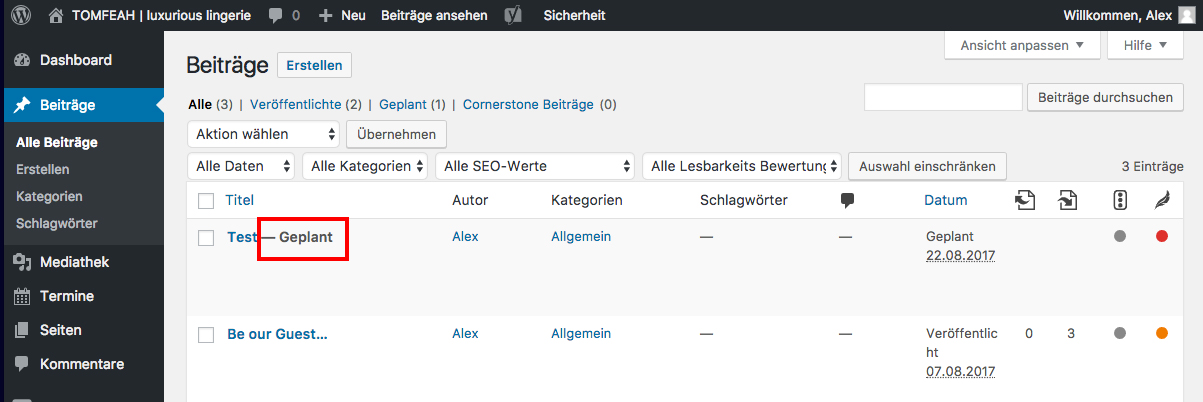 TOMFEAH | luxurious lingerie 0 + Neu Beiträge ansehen Sicherheit Willkommen, Alex
Ansicht anpassen Hilfe
Dashboard
Beiträge
Alle Beiträge
Erstellen
Kategorien
Schlagwörter
Mediathek
Termine
Seiten
Kommentare
Beiträge Erstellen
Alle (3) | Veröffentlichte (2) | Geplant (1) | Cornerstone Beiträge (0)
Beiträge durchsuchen
Aktion wählen Übernehmen
Alle Daten Alle Kategorien Alle SEO-Werte Alle Lesbarkeits Bewertung Auswahl einschränken 3 Einträge
Titel Autor Kategorien Schlagwörter Datum
Test — Geplant Alex Allgemein — — Geplant
22.08.2017
Be our Guest... Alex Allgemein — — Veröffentlic 0 3
ht
07.08.2017